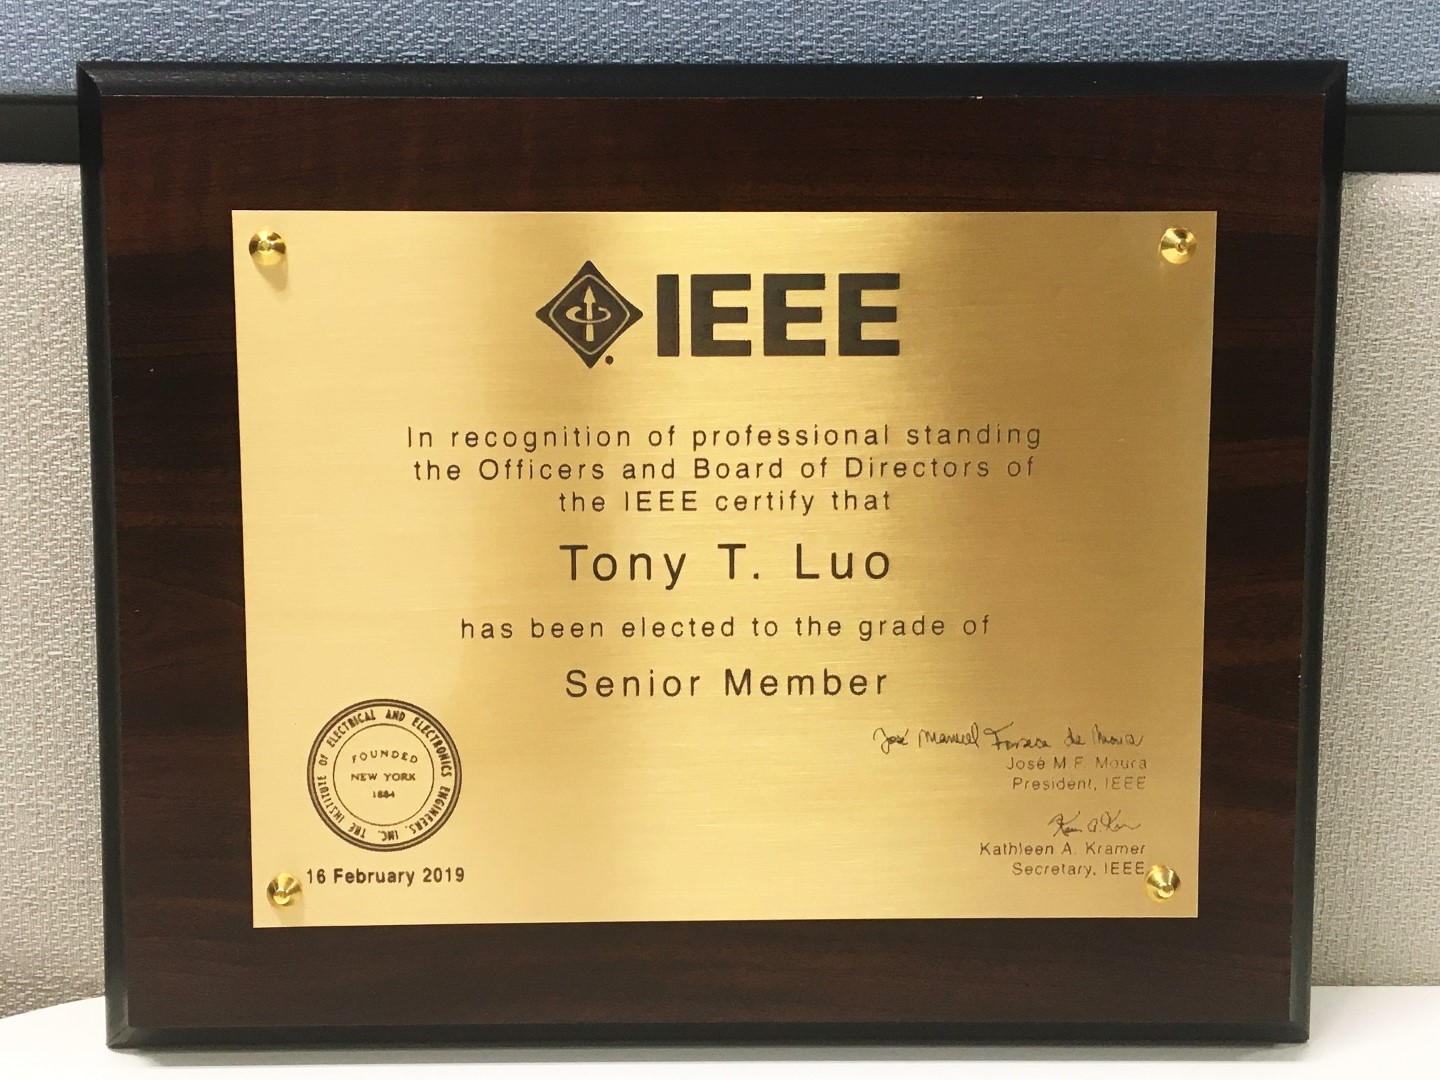 IEEE
In recognition of professional standing
the Officers and Board of Directors of
the IEEE certify that
Tony T. Luo
has been elected to the grade of
Senior Member
José Manuel Fonseca de Moura
José M.F. Moura
President, IEEE
Kathleen A. Kramer
Secretary, IEEE
THE INSTITUTE OF ELECTRICAL AND ELECTRONICS ENGINEERS, INC.
FOUNDED
NEW YORK
1884
16 February 2019